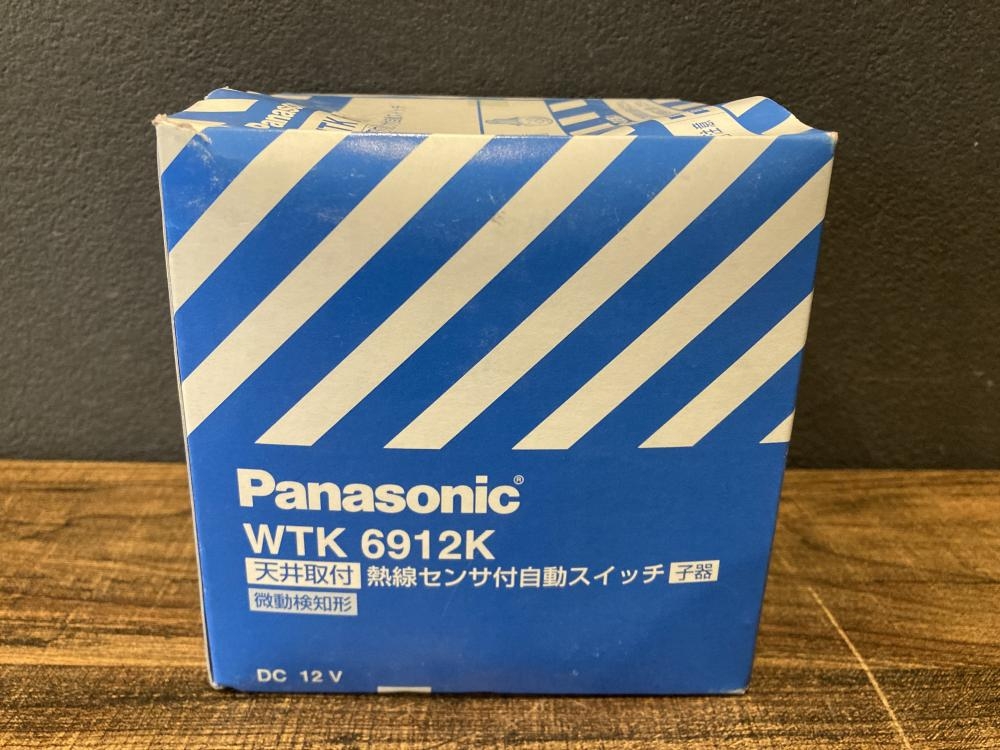 WTK
Panasonic®
WTK 6912K
天井取付 熱線センサ付自動スイッチ 子器
微動検知形
DC 12 V